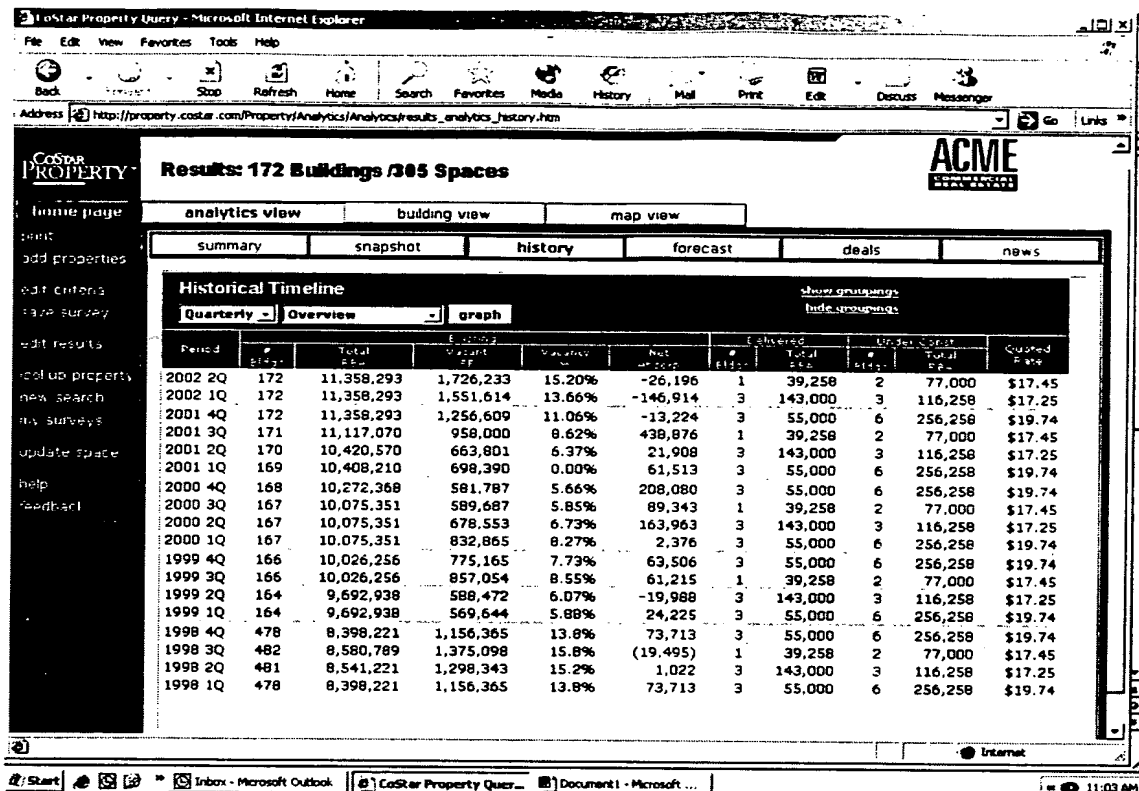 CoStar Property Query - Microsoft Internet Explorer
File Edit View Favorites Tools Help
Back Stop Refresh Home Search Favorites Media History Mail Print Edit Discuss Messenger
Address http://property.costar.com/Property/Analytics/Analytics/results_analytics_history.htm Go Links »
COSTAR PROPERTY
Results: 172 Buildings /305 Spaces
ACME
COMMERCIAL
REAL ESTATE
home page
analytics view building view map view
print
add properties
edit criteria
save survey
edit results
new search
my surveys
update space
help
feedback
summary snapshot history forecast deals news
Historical Timeline
show groupings
hide groupings
Quarterly Overview graph
Existing Delivered Under Const
Period # Bldgs Total RBA Vacant SF Vacancy % Net Absorp # Bldgs Total RBA # Bldgs Total RBA Quoted Rate
2002 2Q 172 11,358,293 1,726,233 15.20% -26,196 1 39,258 2 77,000 $17.45
2002 1Q 172 11,358,293 1,551,614 13.66% -146,914 3 143,000 3 116,258 $17.25
2001 4Q 172 11,358,293 1,256,609 11.06% -13,224 3 55,000 6 256,258 $19.74
2001 3Q 171 11,117,070 958,000 8.62% 438,876 1 39,258 2 77,000 $17.45
2001 2Q 170 10,420,570 663,801 6.37% 21,908 3 143,000 3 116,258 $17.25
2001 1Q 169 10,408,210 698,390 0.00% 61,513 3 55,000 6 256,258 $19.74
2000 4Q 168 10,272,368 581,787 5.66% 208,080 3 55,000 6 256,258 $19.74
2000 3Q 167 10,075,351 589,687 5.85% 89,343 1 39,258 2 77,000 $17.45
2000 2Q 167 10,075,351 678,553 6.73% 163,963 3 143,000 3 116,258 $17.25
2000 1Q 167 10,075,351 832,865 8.27% 2,376 3 55,000 6 256,258 $19.74
1999 4Q 166 10,026,256 775,165 7.73% 63,506 3 55,000 6 256,258 $19.74
1999 3Q 166 10,026,256 857,054 8.55% 61,215 1 39,258 2 77,000 $17.45
1999 2Q 164 9,692,938 588,472 6.07% -19,988 3 143,000 3 116,258 $17.25
1999 1Q 164 9,692,938 569,644 5.88% 24,225 3 55,000 6 256,258 $19.74
1998 4Q 478 8,398,221 1,156,365 13.8% 73,713 3 55,000 6 256,258 $19.74
1998 3Q 482 8,580,789 1,375,098 15.8% (19.495) 1 39,258 2 77,000 $17.45
1998 2Q 481 8,541,221 1,298,343 15.2% 1,022 3 143,000 3 116,258 $17.25
1998 1Q 478 8,398,221 1,156,365 13.8% 73,713 3 55,000 6 256,258 $19.74
Internet
Start » Inbox - Microsoft Outlook CoStar Property Quer... Document1 - Microsoft ... « 11:03 AM